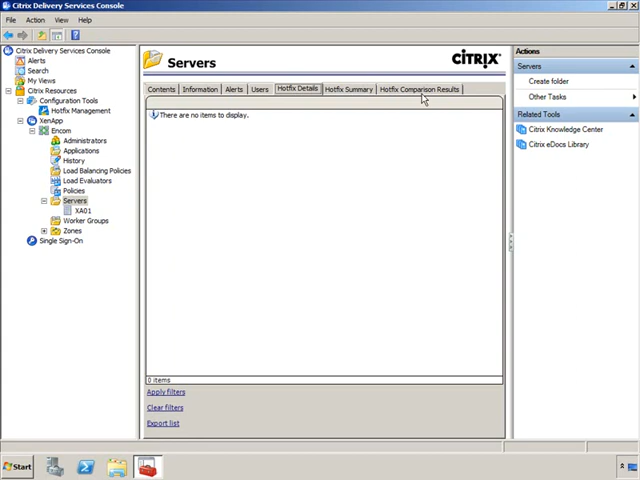 Citrix Delivery Services Console
File Action View Help
Citrix Delivery Services Console
Alerts
Search
My Views
Citrix Resources
Configuration Tools
Hotfix Management
XenApp
Encom
Administrators
Applications
History
Load Balancing Policies
Load Evaluators
Policies
Servers
XA01
Worker Groups
Zones
Single Sign-On
Servers
CITRIX
Contents Information Alerts Users Hotfix Details Hotfix Summary Hotfix Comparison Results
There are no items to display.
0 items
Apply filters
Clear filters
Export list
Actions
Servers
Create folder
Other Tasks
Related Tools
Citrix Knowledge Center
Citrix eDocs Library
Start